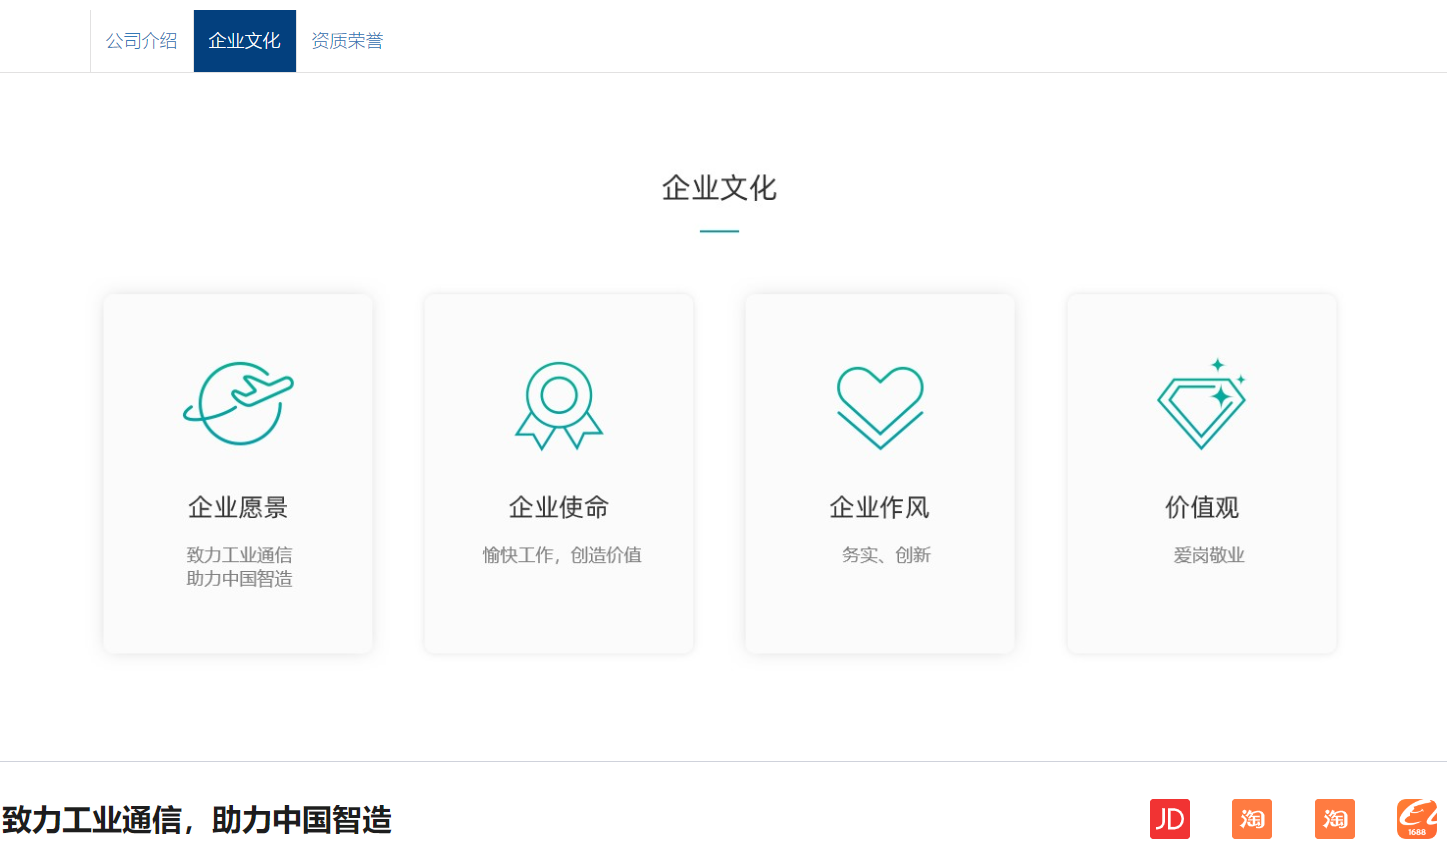 公司介绍
企业文化
资质荣誉
企业文化
企业愿景
致力工业通信
助力中国智造
企业使命
愉快工作，创造价值
企业作风
务实、创新
价值观
爱岗敬业
致力工业通信，助力中国智造
JD
淘
淘
1688